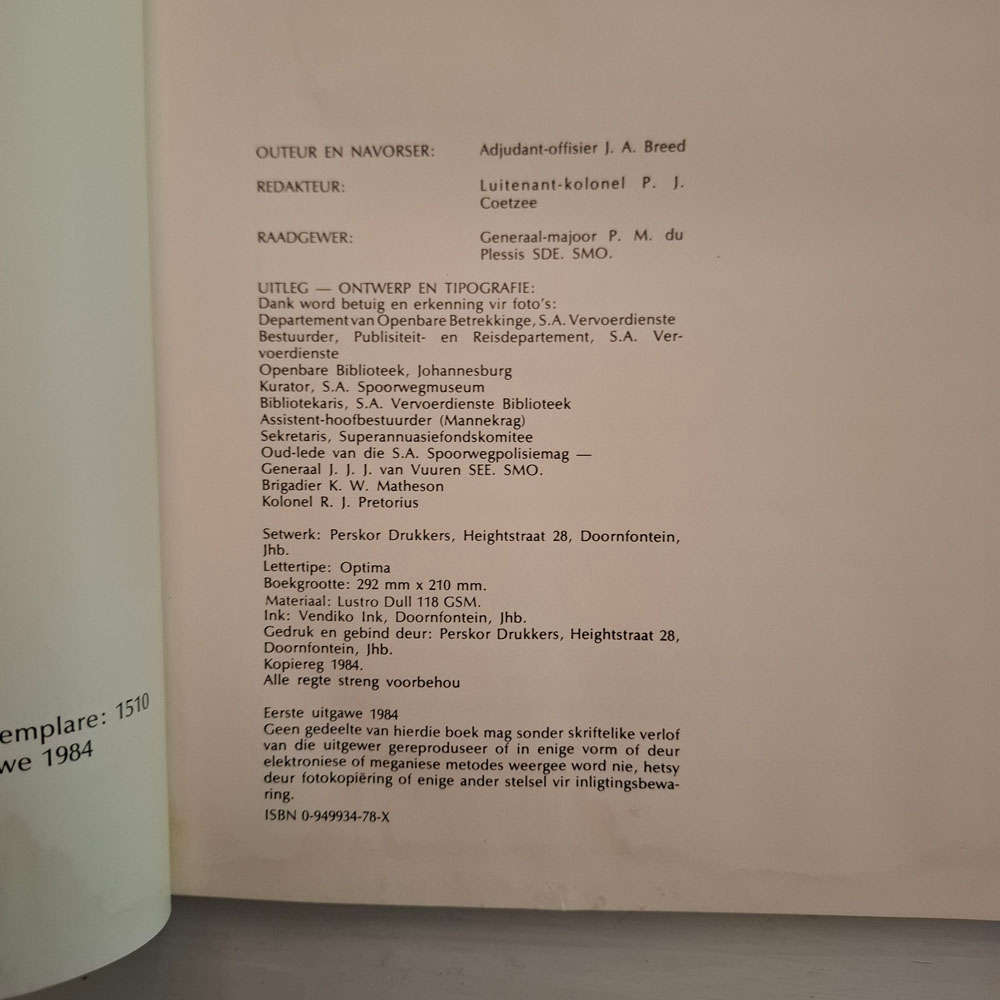 OUTEUR EN NAVORSER: Adjudant-offisier J. A. Breed
REDAKTEUR: Luitenant-kolonel P. J.
Coetzee
RAADGEWER: Generaal-majoor P. M. du
Plessis SDE. SMO.
UITLEG — ONTWERP EN TIPOGRAFIE:
Dank word betuig en erkenning vir foto's:
Departement van Openbare Betrekkinge, S.A. Vervoerdienste
Bestuurder, Publisiteit- en Reisdepartement, S.A. Ver-
voerdienste
Openbare Biblioteek, Johannesburg
Kurator, S.A. Spoorwegmuseum
Bibliotekaris, S.A. Vervoerdienste Biblioteek
Assistent-hoofbestuurder (Mannekrag)
Sekretaris, Superannuasiefondskomitee
Oud-lede van die S.A. Spoorwegpolisiemag —
Generaal J. J. J. van Vuuren SEE. SMO.
Brigadier K. W. Matheson
Kolonel R. J. Pretorius
Setwerk: Perskor Drukkers, Heightstraat 28, Doornfontein,
Jhb.
Lettertipe: Optima
Boekgrootte: 292 mm x 210 mm.
Materiaal: Lustro Dull 118 GSM.
Ink: Vendiko Ink, Doornfontein, Jhb.
Gedruk en gebind deur: Perskor Drukkers, Heightstraat 28,
Doornfontein, Jhb.
Kopiereg 1984.
Alle regte streng voorbehou
Eerste uitgawe 1984
Geen gedeelte van hierdie boek mag sonder skriftelike verlof
van die uitgewer gereproduseer of in enige vorm of deur
elektroniese of meganiese metodes weergee word nie, hetsy
deur fotokopiëring of enige ander stelsel vir inligtingsbewa-
ring.
ISBN 0-949934-78-X
emplare: 1510
we 1984